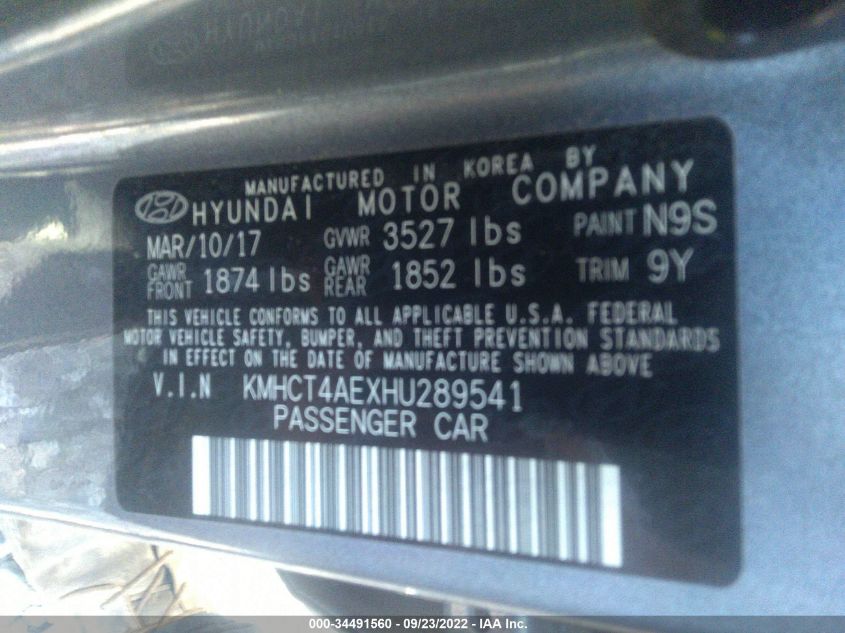 MANUFACTURED IN KOREA BY
HYUNDAI MOTOR COMPANY
MAR/10/17 GVWR 3527 lbs PAINT N9S
GAWR FRONT 1874 lbs GAWR REAR 1852 lbs TRIM 9Y
THIS VEHICLE CONFORMS TO ALL APPLICABLE U.S.A. FEDERAL
MOTOR VEHICLE SAFETY, BUMPER, AND THEFT PREVENTION STANDARDS
IN EFFECT ON THE DATE OF MANUFACTURE SHOWN ABOVE
V.I.N KMHCT4AEXHU289541
PASSENGER CAR
000-34491560 - 09/23/2022 - IAA Inc.